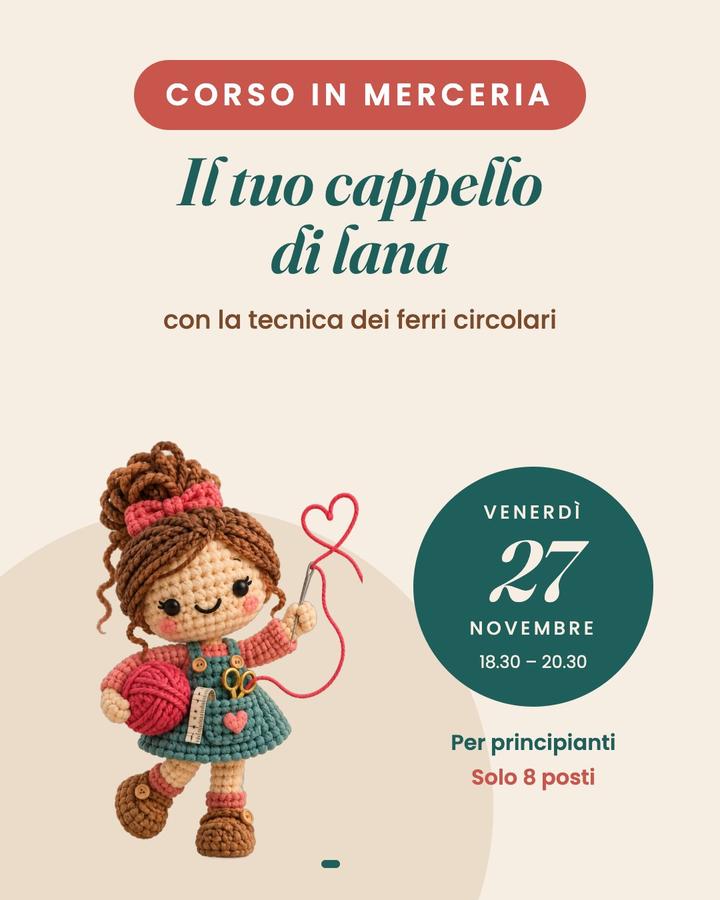 CORSO IN MERCERIA
Il tuo cappello
di lana
con la tecnica dei ferri circolari
VENERDÌ
27
NOVEMBRE
18.30 – 20.30
Per principianti
Solo 8 posti